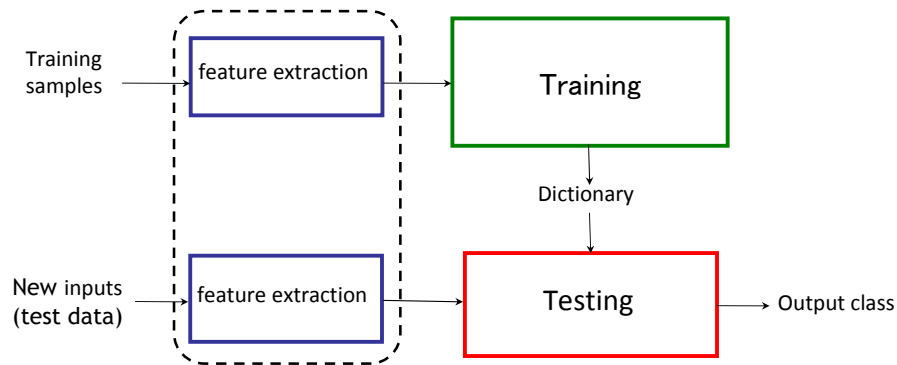 Training
samples
feature extraction
Training
Dictionary
New inputs
(test data)
feature extraction
Testing
Output class